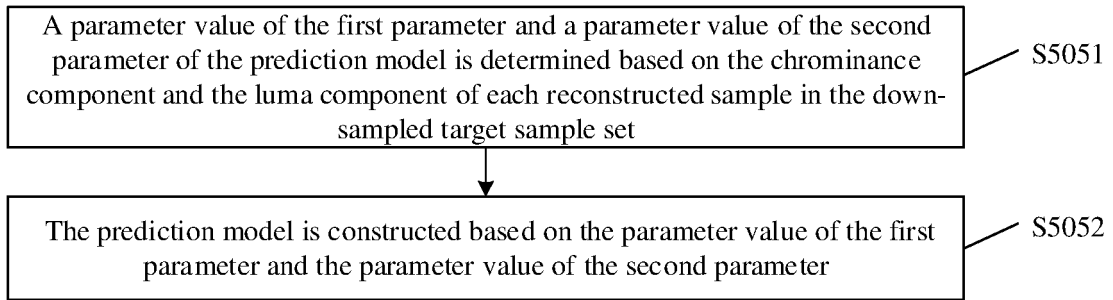 A parameter value of the first parameter and a parameter value of the second
parameter of the prediction model is determined based on the chrominance
component and the luma component of each reconstructed sample in the down-
sampled target sample set
S5051
The prediction model is constructed based on the parameter value of the first
parameter and the parameter value of the second parameter
S5052